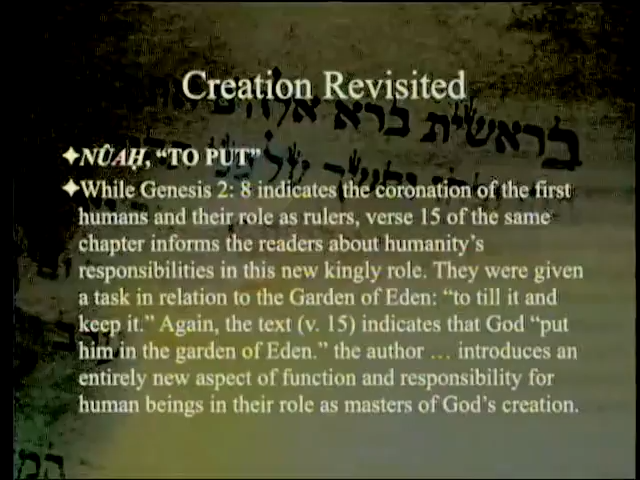 Creation Revisited
בראשית ברא אלהים
✦NÛAḤ, “TO PUT”
✦While Genesis 2: 8 indicates the coronation of the first
humans and their role as rulers, verse 15 of the same
chapter informs the readers about humanity’s
responsibilities in this new kingly role. They were given
a task in relation to the Garden of Eden: “to till it and
keep it.” Again, the text (v. 15) indicates that God “put
him in the garden of Eden.” the author … introduces an
entirely new aspect of function and responsibility for
human beings in their role as masters of God’s creation.